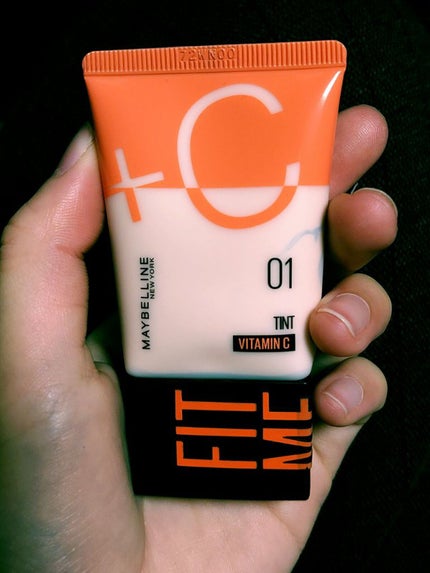 +C
MAYBELLINE
NEW YORK
01
TINT
VITAMIN C
FIT
ME